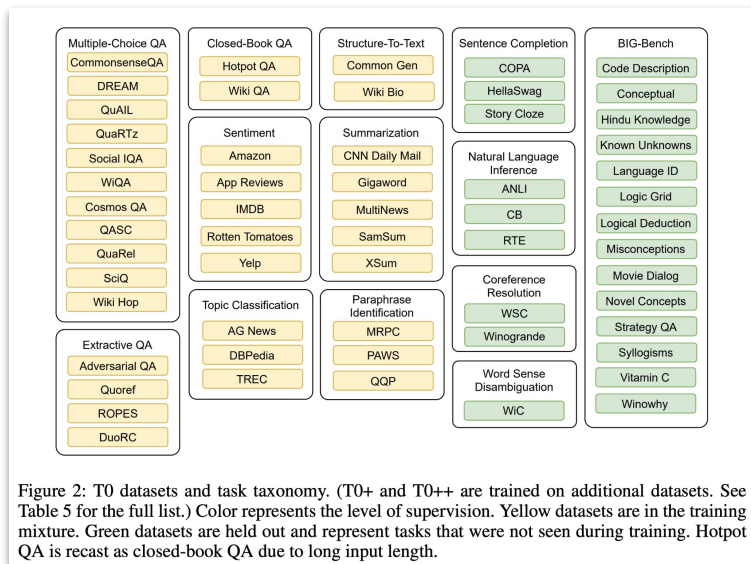 Multiple-Choice QA
CommonsenseQA
DREAM
QuAIL
QuaRTz
Social IQA
WiQA
Cosmos QA
QASC
QuaRel
SciQ
Wiki Hop
Extractive QA
Adversarial QA
Quoref
ROPES
DuoRC
Closed-Book QA
Hotpot QA
Wiki QA
Sentiment
Amazon
App Reviews
IMDB
Rotten Tomatoes
Yelp
Topic Classification
AG News
DBPedia
TREC
Structure-To-Text
Common Gen
Wiki Bio
Summarization
CNN Daily Mail
Gigaword
MultiNews
SamSum
XSum
Paraphrase
Identification
MRPC
PAWS
QQP
Sentence Completion
COPA
HellaSwag
Story Cloze
Natural Language
Inference
ANLI
CB
RTE
Coreference
Resolution
WSC
Winogrande
Word Sense
Disambiguation
WiC
BIG-Bench
Code Description
Conceptual
Hindu Knowledge
Known Unknowns
Language ID
Logic Grid
Logical Deduction
Misconceptions
Movie Dialog
Novel Concepts
Strategy QA
Syllogisms
Vitamin C
Winowhy
Figure 2: T0 datasets and task taxonomy. (T0+ and T0++ are trained on additional datasets. See
Table 5 for the full list.) Color represents the level of supervision. Yellow datasets are in the training
mixture. Green datasets are held out and represent tasks that were not seen during training. Hotpot
QA is recast as closed-book QA due to long input length.